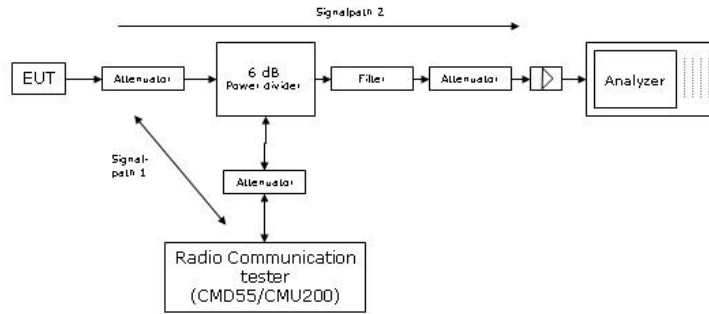 Signalpath 2
EUT
Attenuator
6 dB
Power divider
Filter
Attenuator
Analyzer
Signal-
path 1
Attenuator
Radio Communication
tester
(CMD55/CMU200)